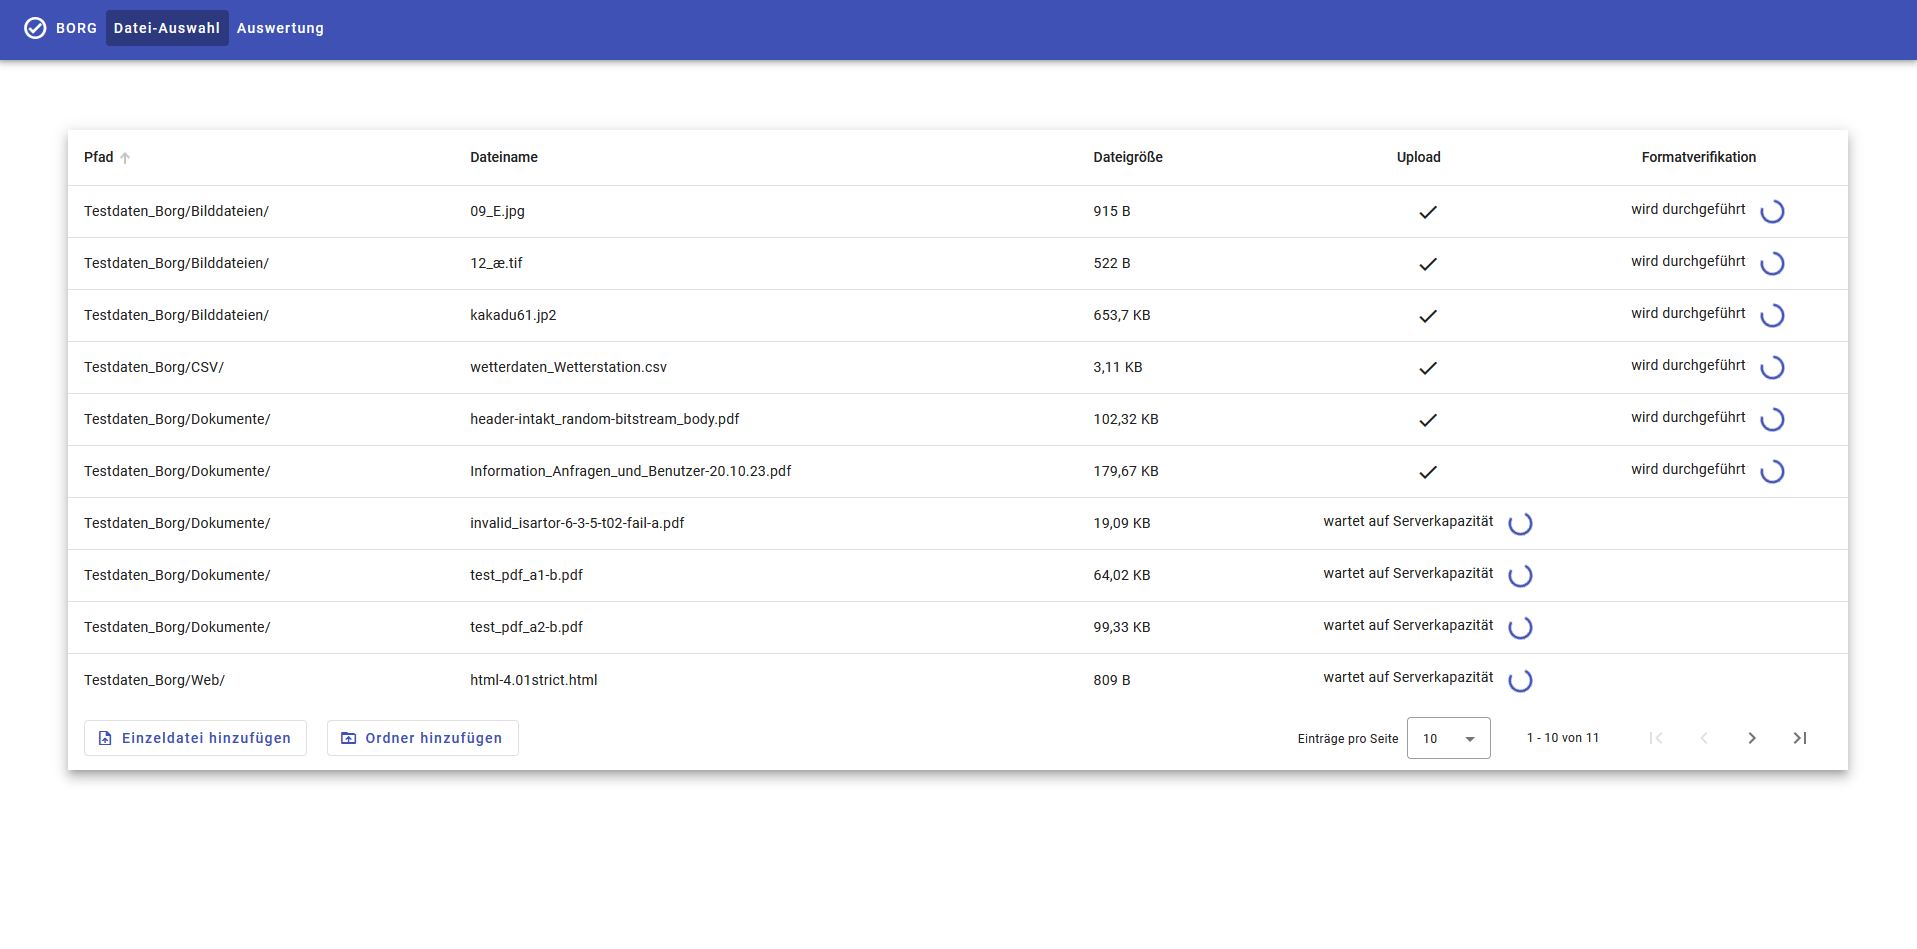 BORG Datei-Auswahl Auswertung
Pfad Dateiname Dateigröße Upload Formatverifikation
Testdaten_Borg/Bilddateien/ 09_E.jpg 915 B wird durchgeführt
Testdaten_Borg/Bilddateien/ 12_æ.tif 522 B wird durchgeführt
Testdaten_Borg/Bilddateien/ kakadu61.jp2 653,7 KB wird durchgeführt
Testdaten_Borg/CSV/ wetterdaten_Wetterstation.csv 3,11 KB wird durchgeführt
Testdaten_Borg/Dokumente/ header-intakt_random-bitstream_body.pdf 102,32 KB wird durchgeführt
Testdaten_Borg/Dokumente/ Information_Anfragen_und_Benutzer-20.10.23.pdf 179,67 KB wird durchgeführt
Testdaten_Borg/Dokumente/ invalid_isartor-6-3-5-t02-fail-a.pdf 19,09 KB wartet auf Serverkapazität
Testdaten_Borg/Dokumente/ test_pdf_a1-b.pdf 64,02 KB wartet auf Serverkapazität
Testdaten_Borg/Dokumente/ test_pdf_a2-b.pdf 99,33 KB wartet auf Serverkapazität
Testdaten_Borg/Web/ html-4.01strict.html 809 B wartet auf Serverkapazität
Einzeldatei hinzufügen Ordner hinzufügen Einträge pro Seite 10 1 - 10 von 11